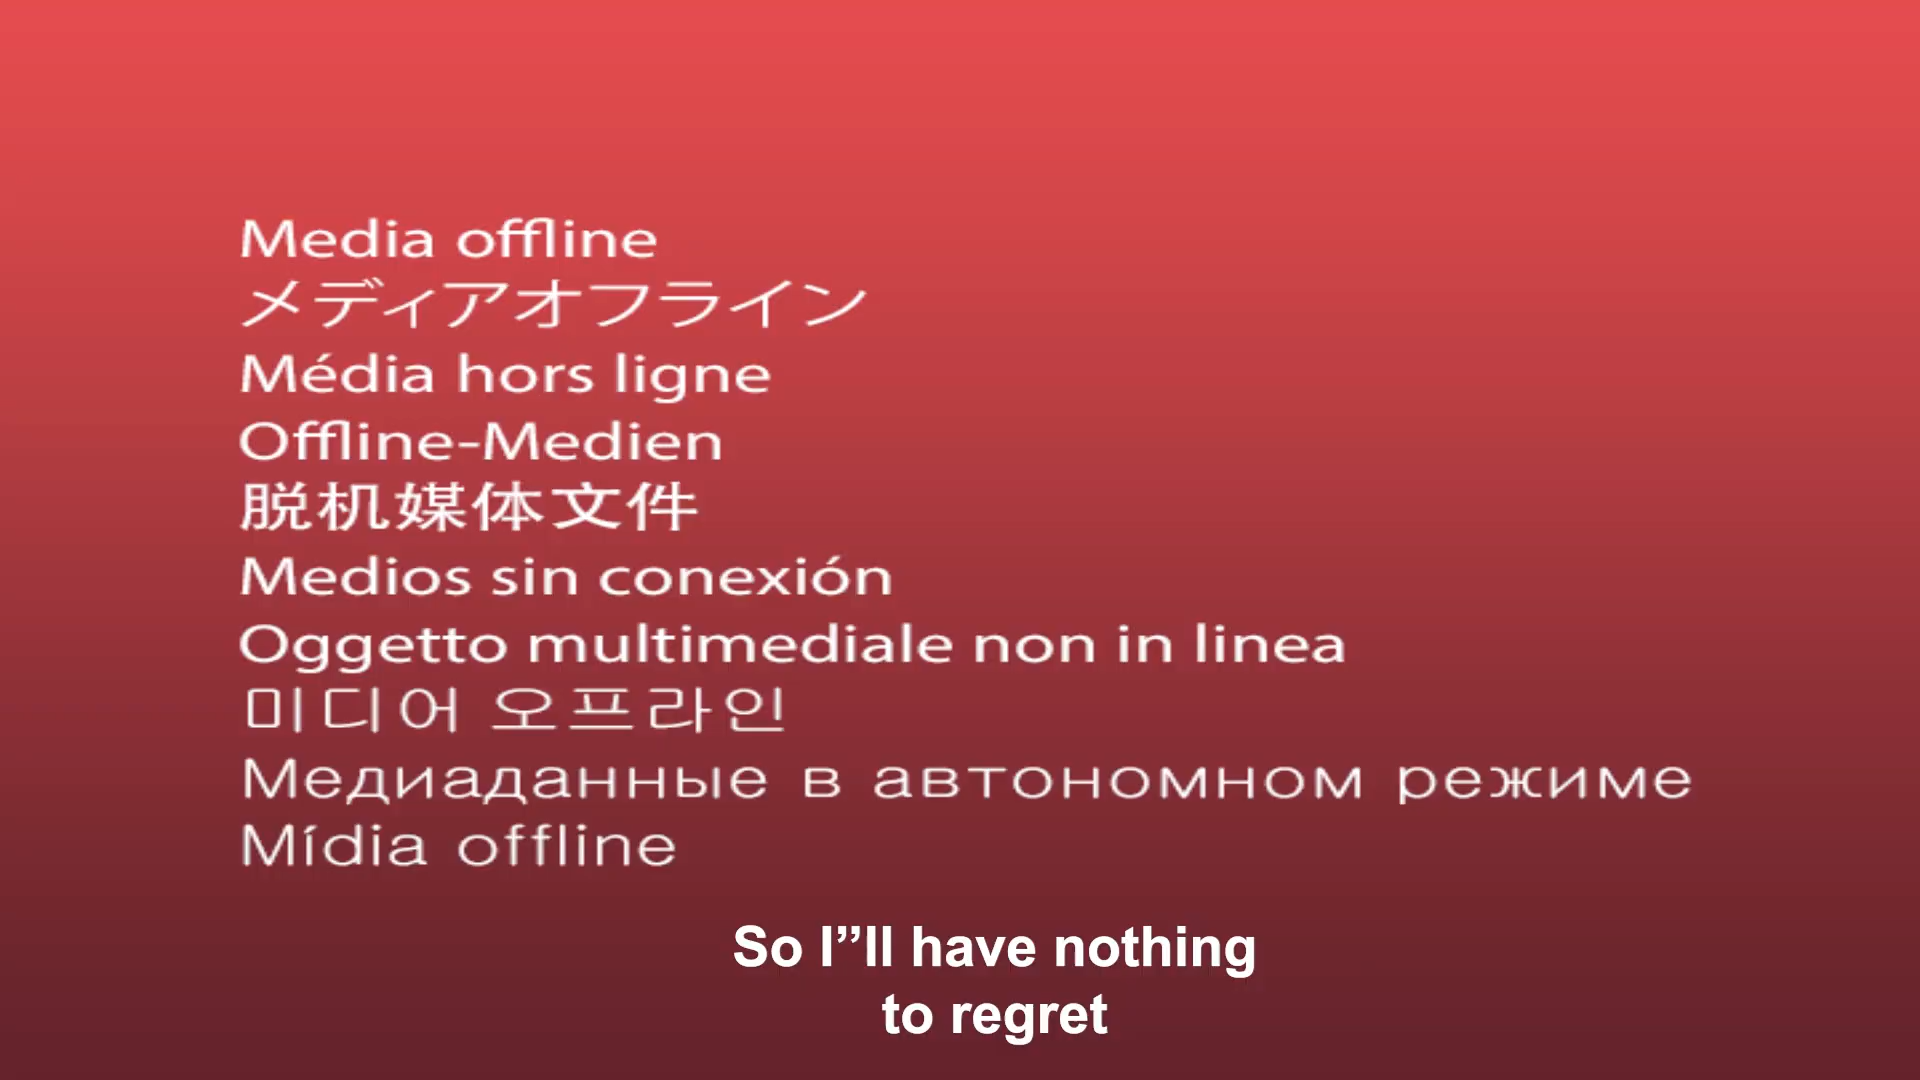 Media offline
メディアオフライン
Média hors ligne
Offline-Medien
脱机媒体文件
Medios sin conexión
Oggetto multimediale non in linea
미디어 오프라인
Медиаданные в автономном режиме
Mídia offline
So I”ll have nothing
to regret